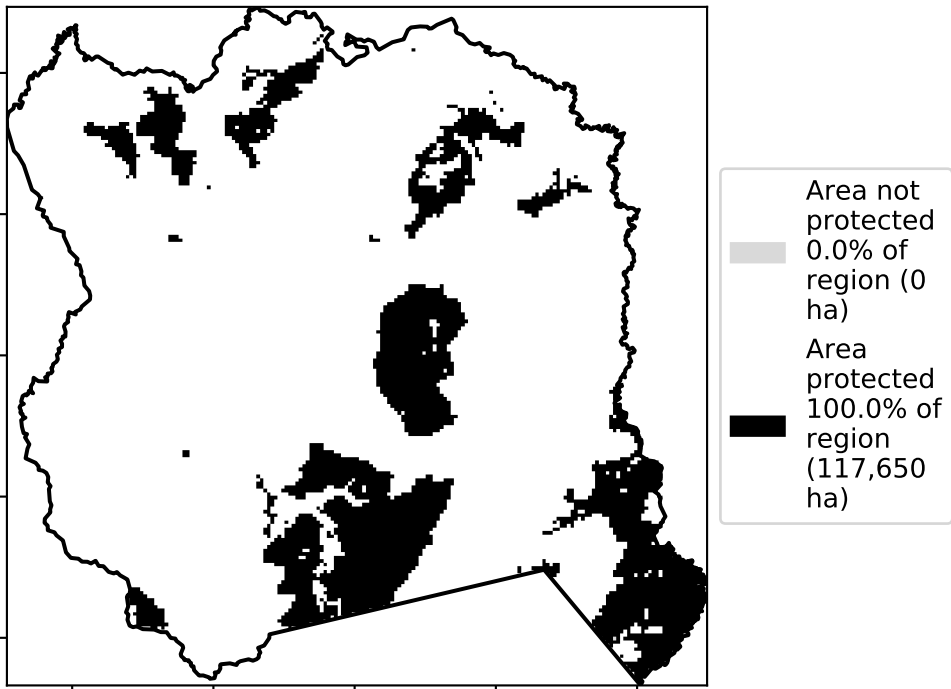 Area not
protected
0.0% of
region (0
ha)
Area
protected
100.0% of
region
(117,650
ha)